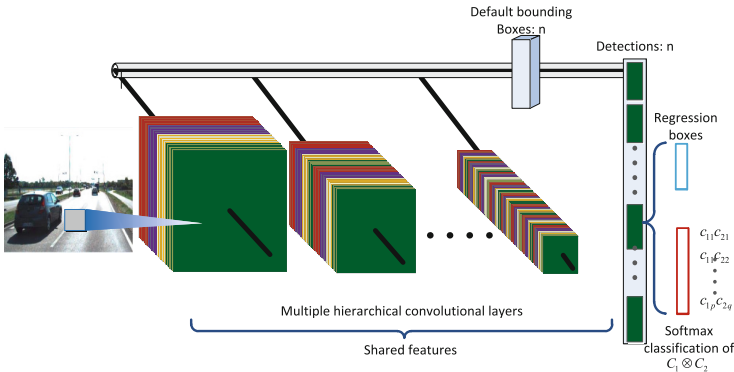 Default bounding
Boxes: n
Detections: n
Regression
boxes
c₁₁c₂₁
c₁₁c₂₂
c₁ₚc₂q
Multiple hierarchical convolutional layers
Shared features
Softmax
classification of
C₁ ⊗ C₂